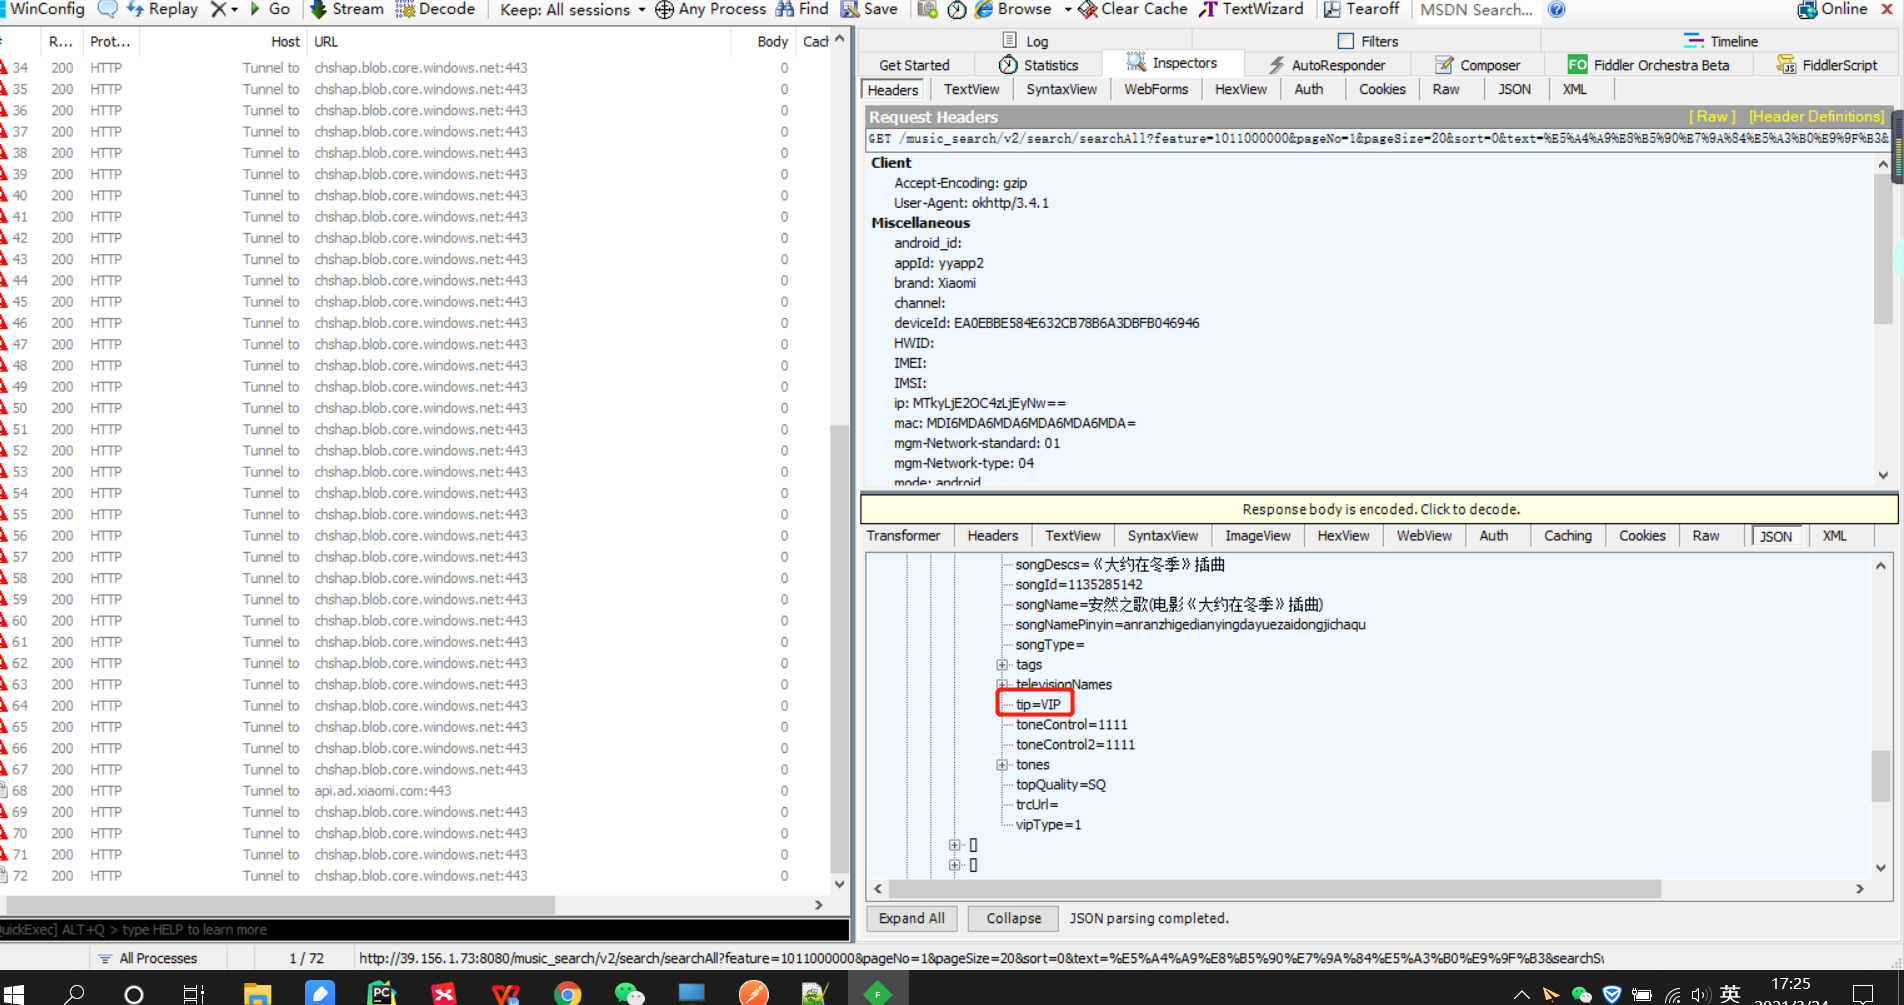 WinConfig Replay Go Stream Decode Keep: All sessions Any Process Find Save Browse Clear Cache TextWizard Tearoff MSDN Search... Online
# R... Prot... Host URL Body Cach
34 200 HTTP Tunnel to chshap.blob.core.windows.net:443 0
35 200 HTTP Tunnel to chshap.blob.core.windows.net:443 0
36 200 HTTP Tunnel to chshap.blob.core.windows.net:443 0
37 200 HTTP Tunnel to chshap.blob.core.windows.net:443 0
38 200 HTTP Tunnel to chshap.blob.core.windows.net:443 0
39 200 HTTP Tunnel to chshap.blob.core.windows.net:443 0
40 200 HTTP Tunnel to chshap.blob.core.windows.net:443 0
41 200 HTTP Tunnel to chshap.blob.core.windows.net:443 0
42 200 HTTP Tunnel to chshap.blob.core.windows.net:443 0
43 200 HTTP Tunnel to chshap.blob.core.windows.net:443 0
44 200 HTTP Tunnel to chshap.blob.core.windows.net:443 0
45 200 HTTP Tunnel to chshap.blob.core.windows.net:443 0
46 200 HTTP Tunnel to chshap.blob.core.windows.net:443 0
47 200 HTTP Tunnel to chshap.blob.core.windows.net:443 0
48 200 HTTP Tunnel to chshap.blob.core.windows.net:443 0
49 200 HTTP Tunnel to chshap.blob.core.windows.net:443 0
50 200 HTTP Tunnel to chshap.blob.core.windows.net:443 0
51 200 HTTP Tunnel to chshap.blob.core.windows.net:443 0
52 200 HTTP Tunnel to chshap.blob.core.windows.net:443 0
53 200 HTTP Tunnel to chshap.blob.core.windows.net:443 0
54 200 HTTP Tunnel to chshap.blob.core.windows.net:443 0
55 200 HTTP Tunnel to chshap.blob.core.windows.net:443 0
56 200 HTTP Tunnel to chshap.blob.core.windows.net:443 0
57 200 HTTP Tunnel to chshap.blob.core.windows.net:443 0
58 200 HTTP Tunnel to chshap.blob.core.windows.net:443 0
59 200 HTTP Tunnel to chshap.blob.core.windows.net:443 0
60 200 HTTP Tunnel to chshap.blob.core.windows.net:443 0
61 200 HTTP Tunnel to chshap.blob.core.windows.net:443 0
62 200 HTTP Tunnel to chshap.blob.core.windows.net:443 0
63 200 HTTP Tunnel to chshap.blob.core.windows.net:443 0
64 200 HTTP Tunnel to chshap.blob.core.windows.net:443 0
65 200 HTTP Tunnel to chshap.blob.core.windows.net:443 0
66 200 HTTP Tunnel to chshap.blob.core.windows.net:443 0
67 200 HTTP Tunnel to chshap.blob.core.windows.net:443 0
68 200 HTTP Tunnel to api.ad.xiaomi.com:443 0
69 200 HTTP Tunnel to chshap.blob.core.windows.net:443 0
70 200 HTTP Tunnel to chshap.blob.core.windows.net:443 0
71 200 HTTP Tunnel to chshap.blob.core.windows.net:443 0
72 200 HTTP Tunnel to chshap.blob.core.windows.net:443 0
QuickExec] ALT+Q > type HELP to learn more
Log Filters Timeline
Get Started Statistics Inspectors AutoResponder Composer FO Fiddler Orchestra Beta FiddlerScript
Headers TextView SyntaxView WebForms HexView Auth Cookies Raw JSON XML
Request Headers [ Raw ] [Header Definitions]
GET /music_search/v2/search/searchAll?feature=1011000000&pageNo=1&pageSize=20&sort=0&text=%E5%A4%A9%E8%B5%90%E7%9A%84%E5%A3%B0%E9%9F%B3&
Client
Accept-Encoding: gzip
User-Agent: okhttp/3.4.1
Miscellaneous
android_id:
appId: yyapp2
brand: Xiaomi
channel:
deviceId: EA0EBBE584E632CB78B6A3DBFB046946
HWID:
IMEI:
IMSI:
ip: MTkyLjE2OC4zLjEyNw==
mac: MDI6MDA6MDA6MDA6MDA6MDA=
mgm-Network-standard: 01
mgm-Network-type: 04
mode: android
Response body is encoded. Click to decode.
Transformer Headers TextView SyntaxView ImageView HexView WebView Auth Caching Cookies Raw JSON XML
songDescs=《大约在冬季》插曲
songId=1135285142
songName=安然之歌(电影《大约在冬季》插曲)
songNamePinyin=anranzhigedianyingdayuezaidongjichaqu
songType=
tags
televisionNames
tip=VIP
toneControl=1111
toneControl2=1111
tones
topQuality=SQ
trcUrl=
vipType=1
[]
[]
Expand All Collapse JSON parsing completed.
All Processes 1 / 72 http://39.156.1.73:8080/music_search/v2/search/searchAll?feature=1011000000&pageNo=1&pageSize=20&sort=0&text=%E5%A4%A9%E8%B5%90%E7%9A%84%E5%A3%B0%E9%9F%B3&searchSw
英 17:25